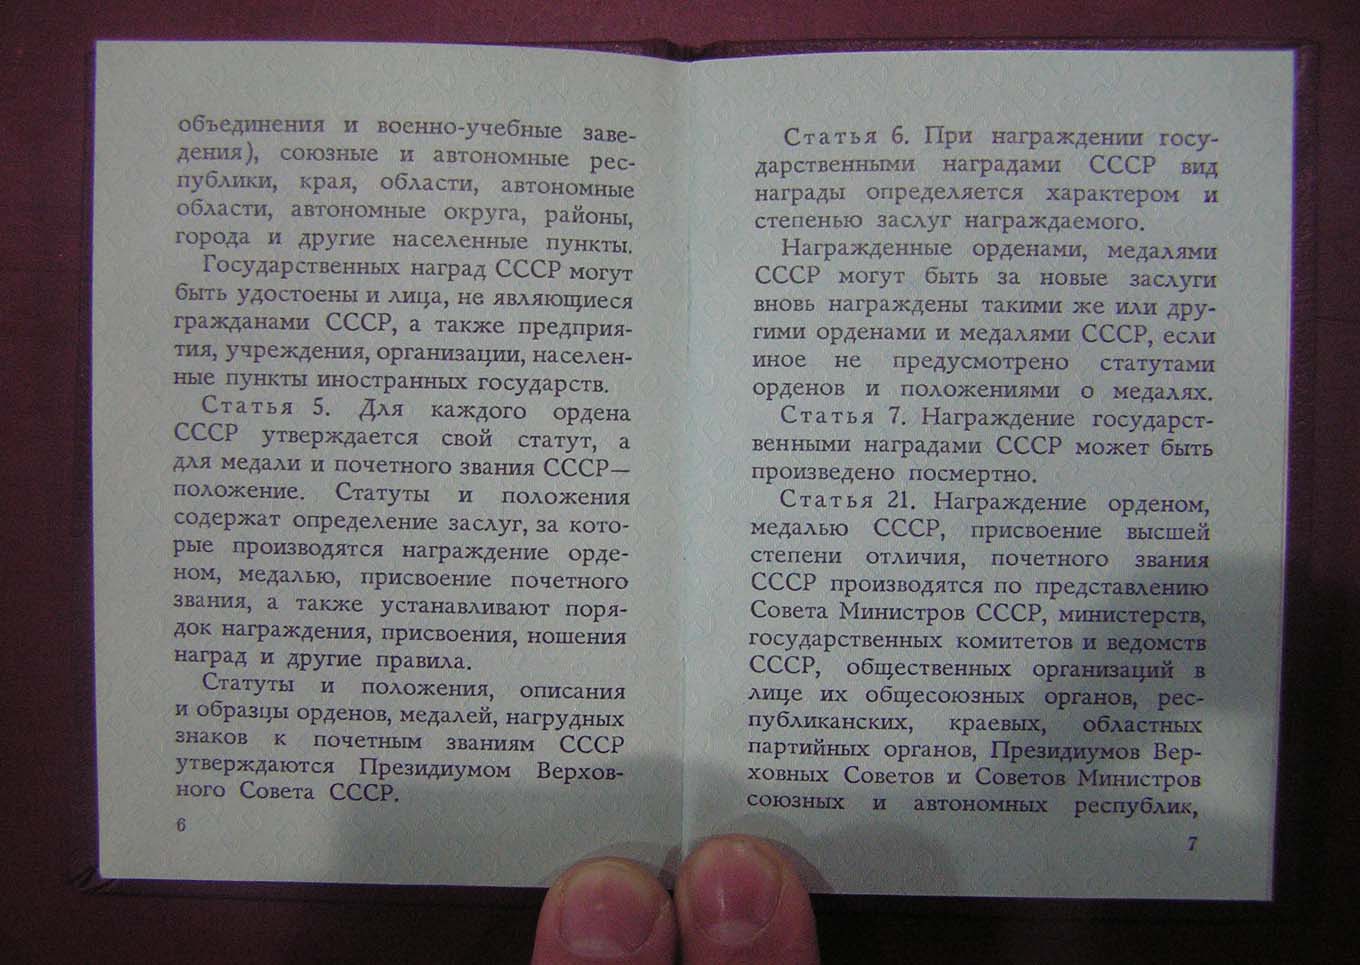 объединения и военно-учебные заве-
дения), союзные и автономные рес-
публики, края, области, автономные
области, автономные округа, районы,
города и другие населенные пункты.
Государственных наград СССР могут
быть удостоены и лица, не являющиеся
гражданами СССР, а также предприя-
тия, учреждения, организации, населен-
ные пункты иностранных государств.
Статья 5. Для каждого ордена
СССР утверждается свой статут, а
для медали и почетного звания СССР—
положение. Статуты и положения
содержат определение заслуг, за кото-
рые производятся награждение орде-
ном, медалью, присвоение почетного
звания, а также устанавливают поря-
док награждения, присвоения, ношения
наград и другие правила.
Статуты и положения, описания
и образцы орденов, медалей, нагрудных
знаков к почетным званиям СССР
утверждаются Президиумом Верхов-
ного Совета СССР.
6
Статья 6. При награждении госу-
дарственными наградами СССР вид
награды определяется характером и
степенью заслуг награждаемого.
Награжденные орденами, медалями
СССР могут быть за новые заслуги
вновь награждены такими же или дру-
гими орденами и медалями СССР, если
иное не предусмотрено статутами
орденов и положениями о медалях.
Статья 7. Награждение государст-
венными наградами СССР может быть
произведено посмертно.
Статья 21. Награждение орденом,
медалью СССР, присвоение высшей
степени отличия, почетного звания
СССР производятся по представлению
Совета Министров СССР, министерств,
государственных комитетов и ведомств
СССР, общественных организаций в
лице их общесоюзных органов, рес-
публиканских, краевых, областных
партийных органов, Президиумов Вер-
ховных Советов и Советов Министров
союзных и автономных республик,
7